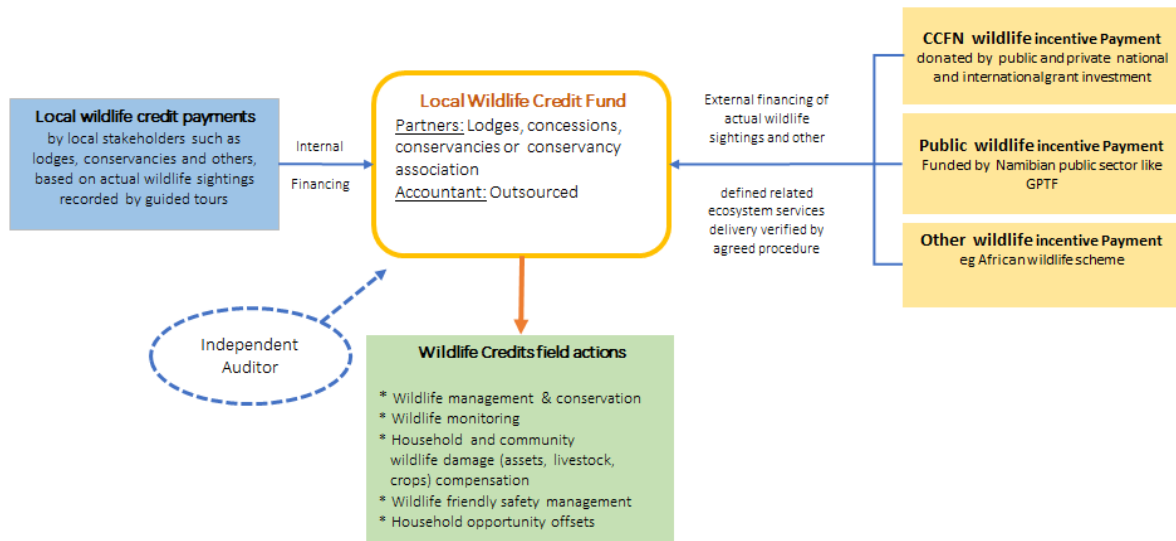 Local wildlife credit payments
by local stakeholders such as
lodges, conservancies and others,
based on actual wildlife sightings
recorded by guided tours
Internal
Financing
Local Wildlife Credit Fund
Partners: Lodges, concessions,
conservancies or conservancy
association
Accountant: Outsourced
External financing of
actual wildlife
sightings and other
defined related
ecosystem services
delivery verified by
agreed procedure
CCFN wildlife incentive Payment
donated by public and private national
and internationalgrant investment
Public wildlife incentive Payment
Funded by Namibian public sector like
GPTF
Other wildlife incentive Payment
eg African wildlife scheme
Independent
Auditor
Wildlife Credits field actions
* Wildlife management & conservation
* Wildlife monitoring
* Household and community
wildlife damage (assets, livestock,
crops) compensation
* Wildlife friendly safety management
* Household opportunity offsets